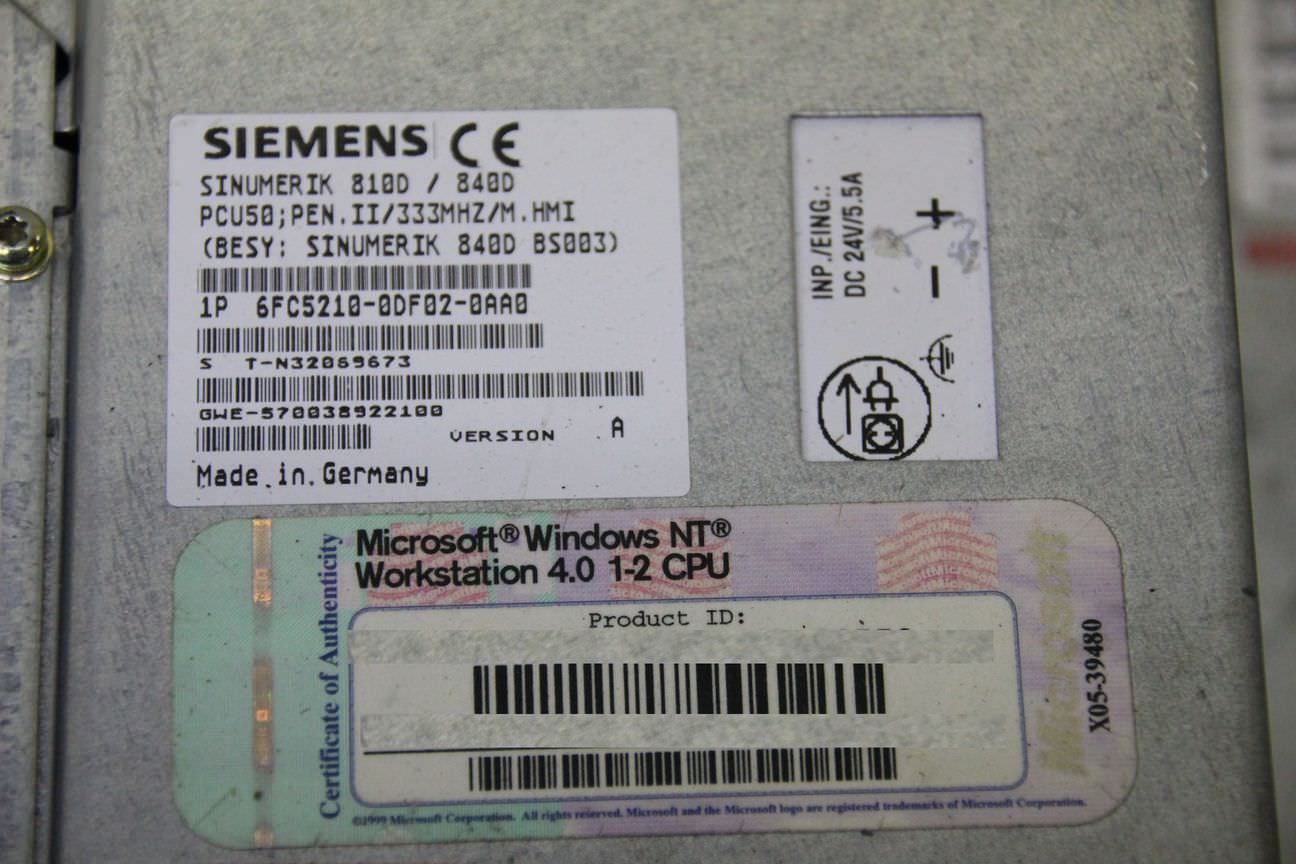 SIEMENS CE
SINUMERIK 810D / 840D
PCU50;PEN.II/333MHZ/M.HMI
(BESY: SINUMERIK 840D BS003)
1P 6FC5210-0DF02-0AA0
S T-N32069673
GWE-570038922100
VERSION A
Made in Germany
INP./EING.:
DC 24V/5.5A
+
-
Certificate of Authenticity
Microsoft® Windows NT®
Workstation 4.0 1-2 CPU
Product ID:
Microsoft
X05-39480
©1999 Microsoft Corporation. All rights reserved. Microsoft and the Microsoft logo are registered trademarks of Microsoft Corporation.